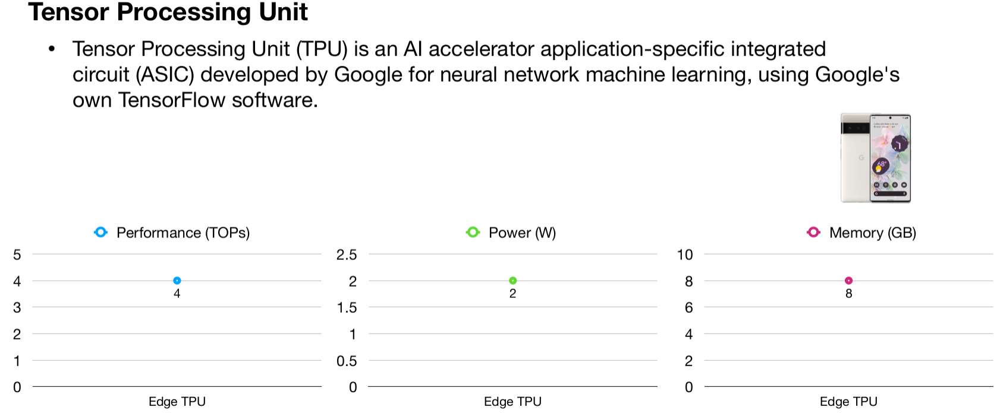 Tensor Processing Unit
• Tensor Processing Unit (TPU) is an AI accelerator application-specific integrated
circuit (ASIC) developed by Google for neural network machine learning, using Google's
own TensorFlow software.
68°
G
Performance (TOPs)
5
4
3
2
1
0
4
Edge TPU
Power (W)
2.5
2
1.5
1
0.5
0
2
Edge TPU
Memory (GB)
10
8
6
4
2
0
8
Edge TPU